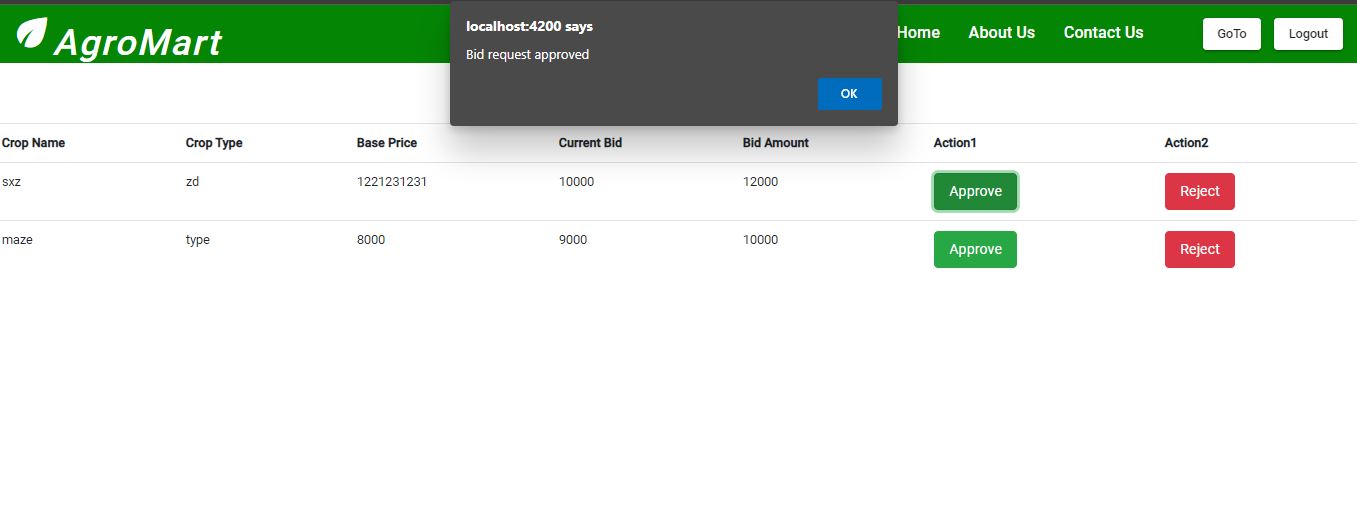 localhost:4200 says
Bid request approved
OK
AgroMart
Home About Us Contact Us GoTo Logout
Crop Name Crop Type Base Price Current Bid Bid Amount Action1 Action2
sxz zd 1221231231 10000 12000 Approve Reject
maze type 8000 9000 10000 Approve Reject